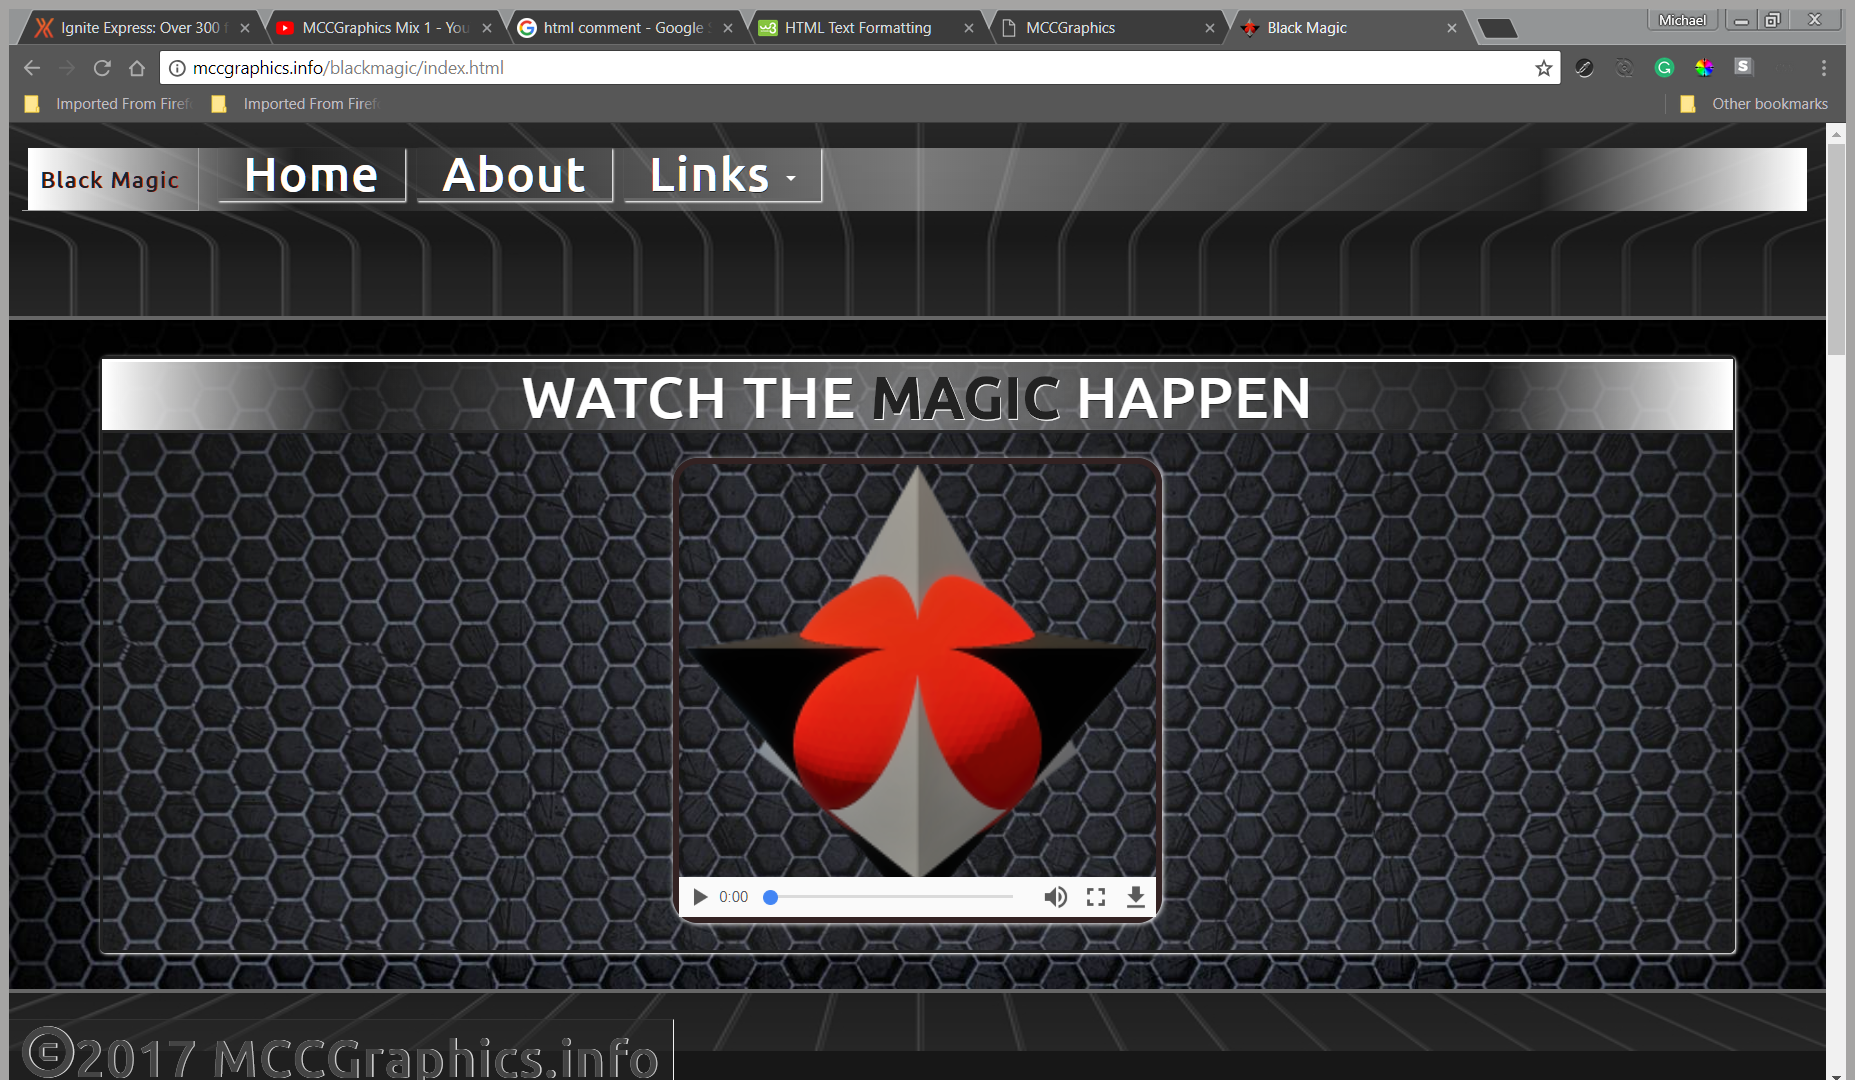 Ignite Express: Over 300 f
MCCGraphics Mix 1 - You
html comment - Google S
HTML Text Formatting
MCCGraphics
Black Magic
Michael
mccgraphics.info/blackmagic/index.html
Imported From Firef
Imported From Firef
Other bookmarks
Black Magic
Home
About
Links
WATCH THE MAGIC HAPPEN
0:00
©2017 MCCGraphics.info